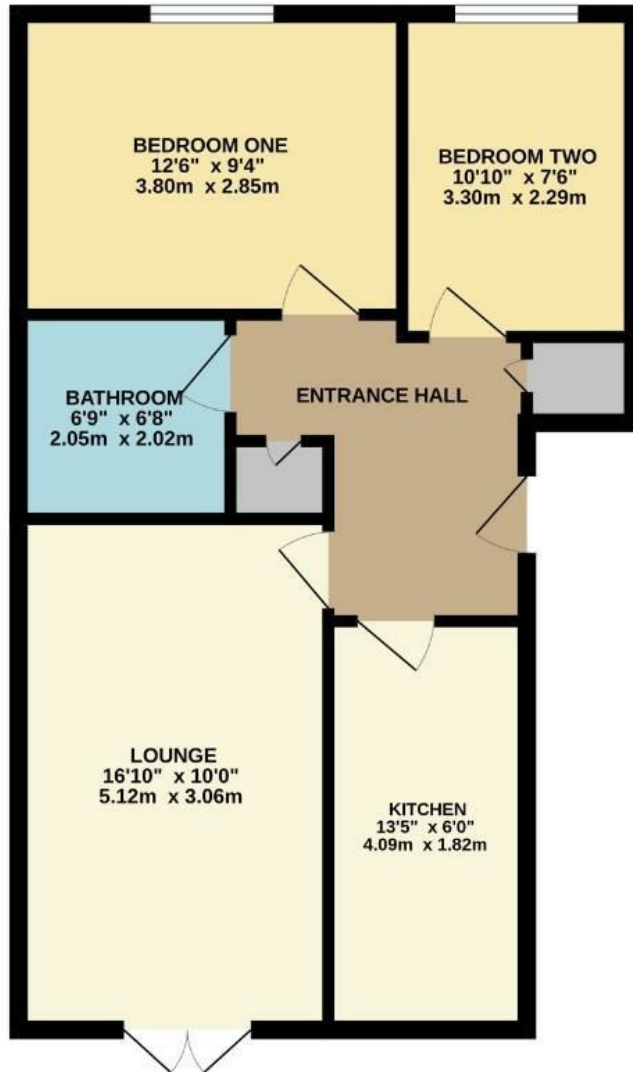 BEDROOM ONE
12'6" x 9'4"
3.80m x 2.85m
BEDROOM TWO
10'10" x 7'6"
3.30m x 2.29m
BATHROOM
6'9" x 6'8"
2.05m x 2.02m
ENTRANCE HALL
LOUNGE
16'10" x 10'0"
5.12m x 3.06m
KITCHEN
13'5" x 6'0"
4.09m x 1.82m